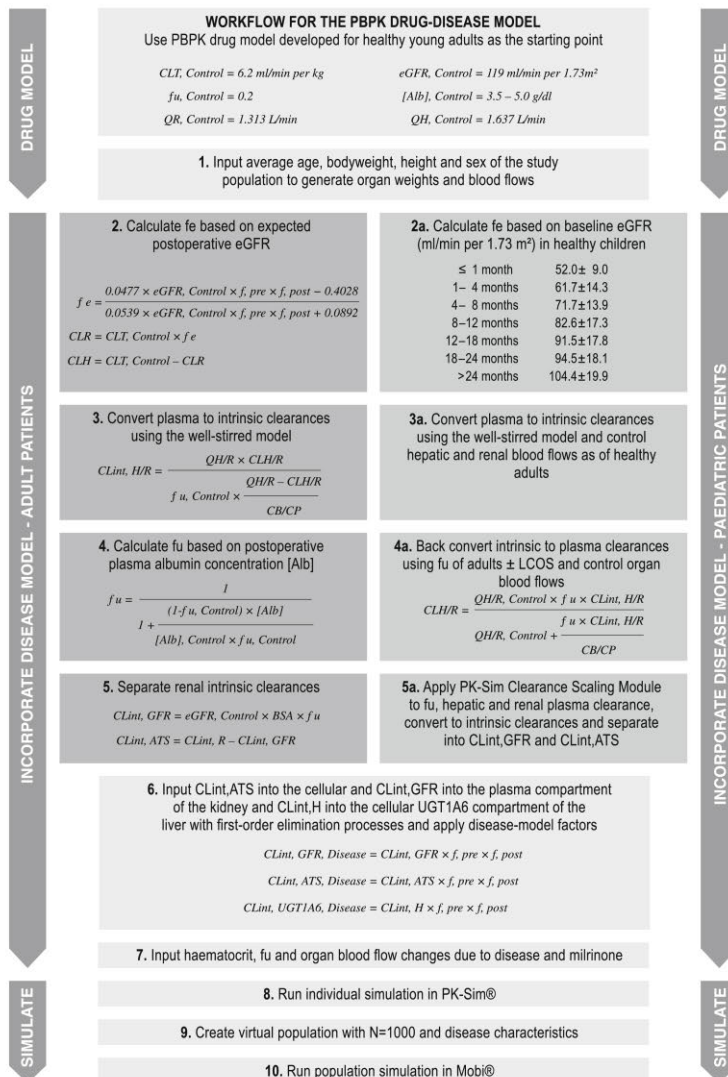 WORKFLOW FOR THE PBPK DRUG-DISEASE MODEL
Use PBPK drug model developed for healthy young adults as the starting point
CLT, Control = 6.2 ml/min per kg
eGFR, Control = 119 ml/min per 1.73m²
fu, Control = 0.2
[Alb], Control = 3.5 – 5.0 g/dl
QR, Control = 1.313 L/min
QH, Control = 1.637 L/min
DRUG MODEL
DRUG MODEL
1. Input average age, bodyweight, height and sex of the study
population to generate organ weights and blood flows
INCORPORATE DISEASE MODEL - ADULT PATIENTS
INCORPORATE DISEASE MODEL - PAEDIATRIC PATIENTS
2. Calculate fe based on expected
postoperative eGFR
f e = 0.0477 × eGFR, Control × f, pre × f, post – 0.4028
0.0539 × eGFR, Control × f, pre × f, post + 0.0892
CLR = CLT, Control × f e
CLH = CLT, Control – CLR
2a. Calculate fe based on baseline eGFR
(ml/min per 1.73 m²) in healthy children
≤ 1 month 52.0± 9.0
1– 4 months 61.7±14.3
4– 8 months 71.7±13.9
8–12 months 82.6±17.3
12–18 months 91.5±17.8
18–24 months 94.5±18.1
>24 months 104.4±19.9
3. Convert plasma to intrinsic clearances
using the well-stirred model
CLint, H/R = QH/R × CLH/R
QH/R – CLH/R
f u, Control ×
CB/CP
3a. Convert plasma to intrinsic clearances
using the well-stirred model and control
hepatic and renal blood flows as of healthy
adults
4. Calculate fu based on postoperative
plasma albumin concentration [Alb]
f u = 1
(1-f u, Control) × [Alb]
1 +
[Alb], Control × f u, Control
4a. Back convert intrinsic to plasma clearances
using fu of adults ± LCOS and control organ
blood flows
CLH/R = QH/R, Control × f u × CLint, H/R
f u × CLint, H/R
QH/R, Control +
CB/CP
5. Separate renal intrinsic clearances
CLint, GFR = eGFR, Control × BSA × f u
CLint, ATS = CLint, R – CLint, GFR
5a. Apply PK-Sim Clearance Scaling Module
to fu, hepatic and renal plasma clearance,
convert to intrinsic clearances and separate
into CLint,GFR and CLint,ATS
6. Input CLint,ATS into the cellular and CLint,GFR into the plasma compartment
of the kidney and CLint,H into the cellular UGT1A6 compartment of the
liver with first-order elimination processes and apply disease-model factors
CLint, GFR, Disease = CLint, GFR × f, pre × f, post
CLint, ATS, Disease = CLint, ATS × f, pre × f, post
CLint, UGT1A6, Disease = CLint, H × f, pre × f, post
7. Input haematocrit, fu and organ blood flow changes due to disease and milrinone
SIMULATE
SIMULATE
8. Run individual simulation in PK-Sim®
9. Create virtual population with N=1000 and disease characteristics
10. Run population simulation in Mobi®